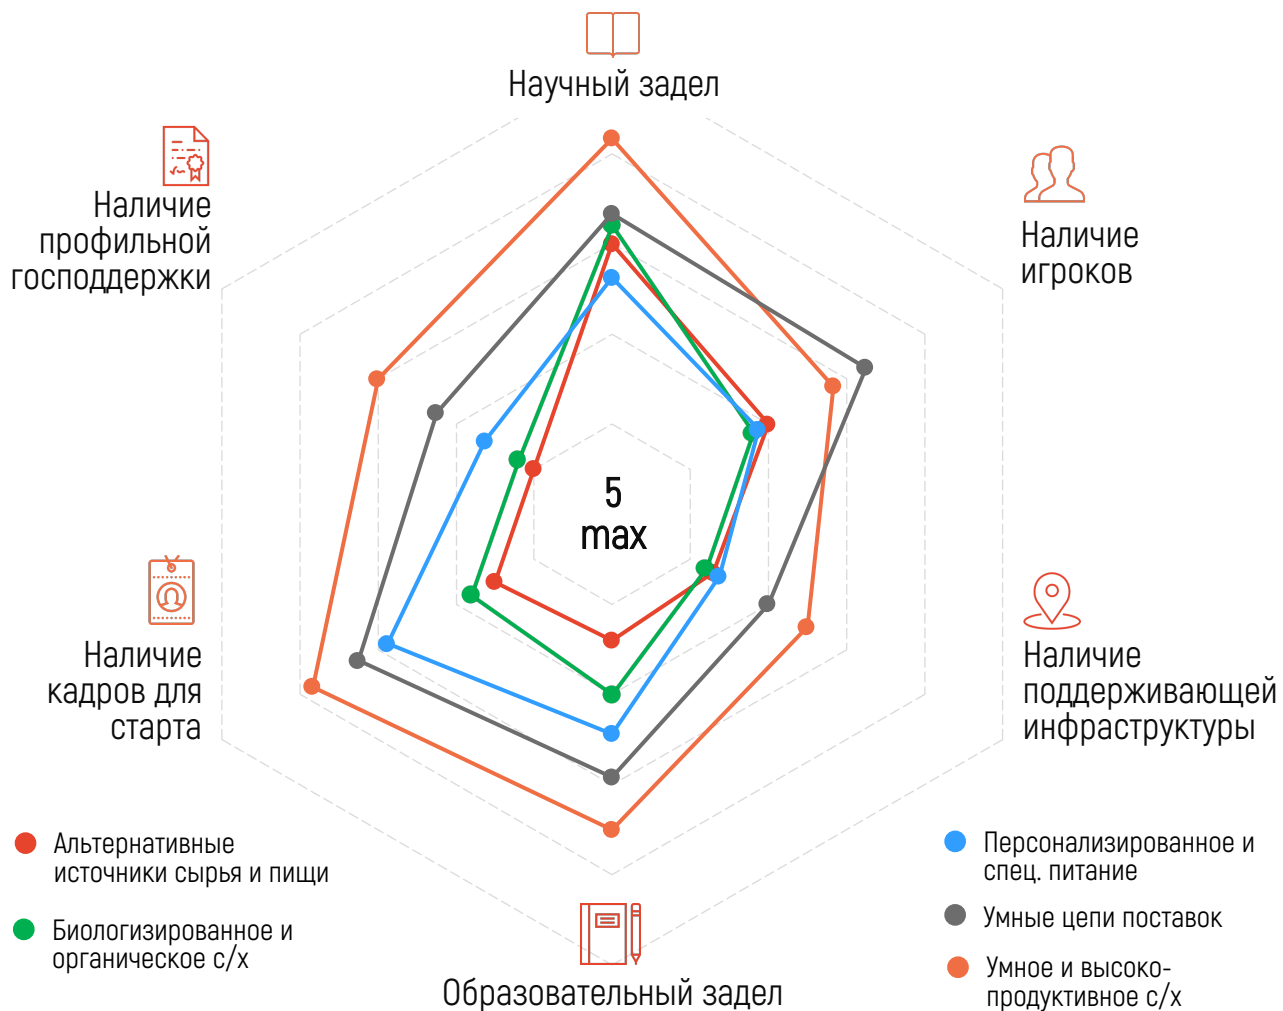 Научный задел
Наличие
профильной
господдержки
Наличие
игроков
5
max
Наличие
кадров для
старта
Наличие
поддерживающей
инфраструктуры
Альтернативные
источники сырья и пищи
Биологизированное и
органическое с/х
Образовательный задел
Персонализированное и
спец. питание
Умные цепи поставок
Умное и высоко-
продуктивное с/х